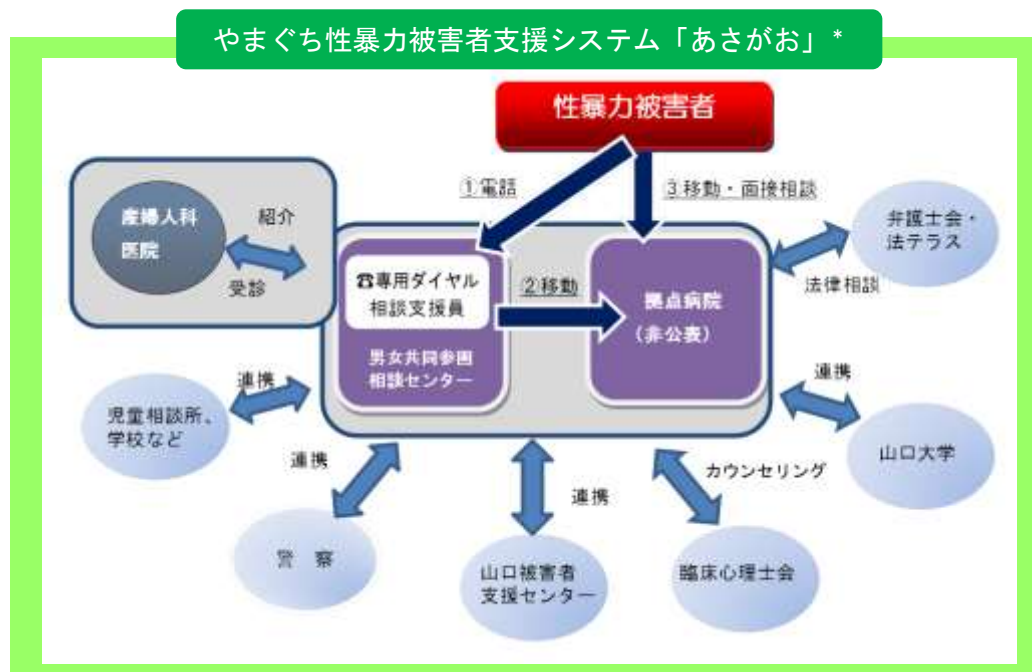 やまぐち性暴力被害者支援システム「あさがお」*
性暴力被害者
①電話
③移動・面接相談
産婦人科
医院
紹介
受診
☎専用ダイヤル
相談支援員
男女共同参画
相談センター
②移動
拠点病院
(非公表)
弁護士会・
法テラス
法律相談
連携
児童相談所、
学校など
連携
山口大学
連携
警 察
連携
山口被害者
支援センター
カウンセリング
臨床心理士会